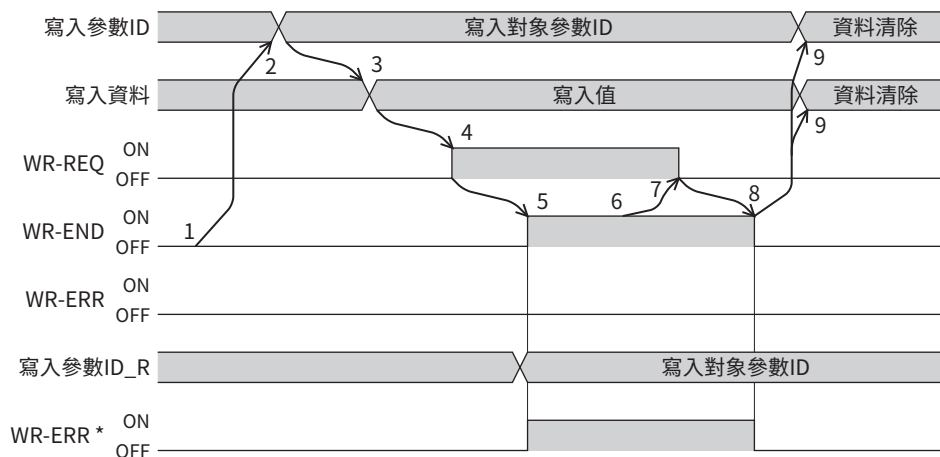 寫入參數ID 寫入對象參數ID 資料清除
2 3 9
寫入資料 寫入值 資料清除
4 9
WR-REQ ON
OFF
5 6 7 8
WR-END ON
1
OFF
WR-ERR ON
OFF
寫入參數ID_R 寫入對象參數ID
WR-ERR * ON
OFF